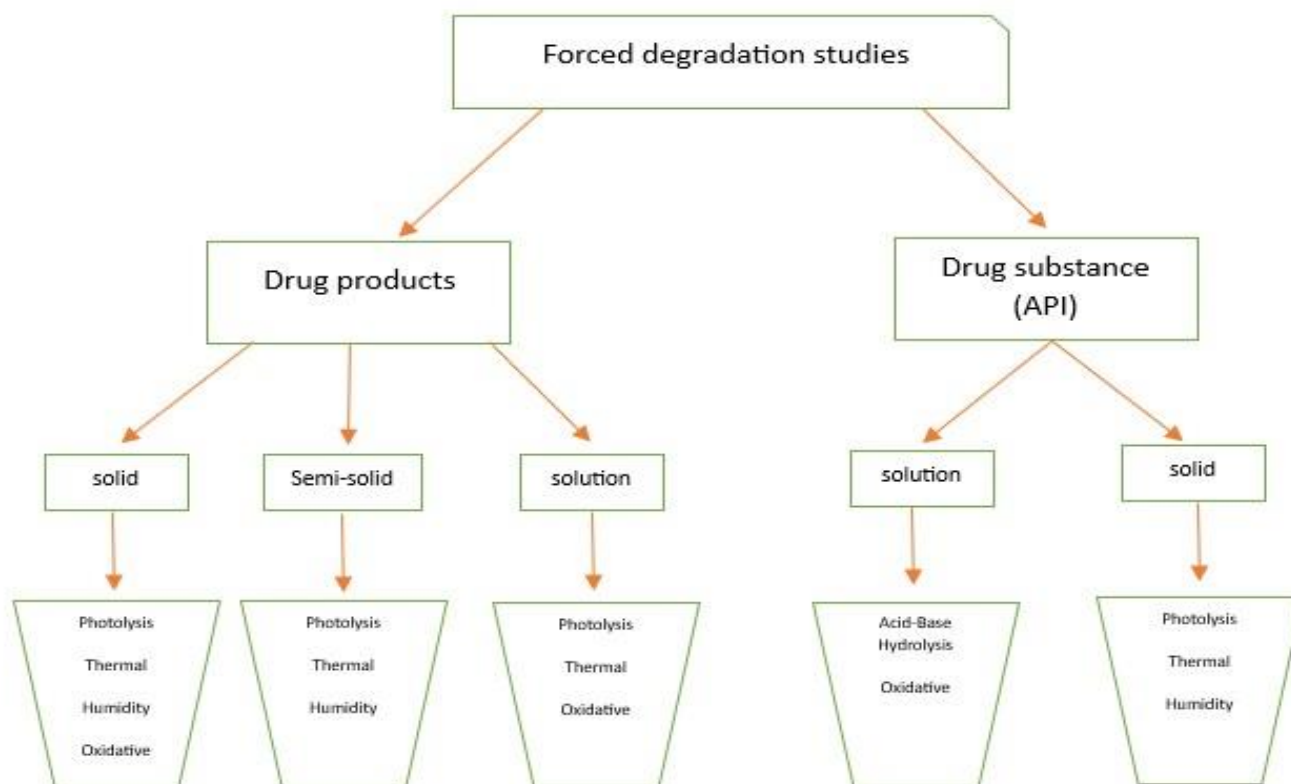 Forced degradation studies
Drug products
Drug substance
(API)
solid
Semi-solid
solution
solution
solid
Photolysis
Thermal
Humidity
Oxidative
Photolysis
Thermal
Humidity
Photolysis
Thermal
Oxidative
Acid-Base
Hydrolysis
Oxidative
Photolysis
Thermal
Humidity